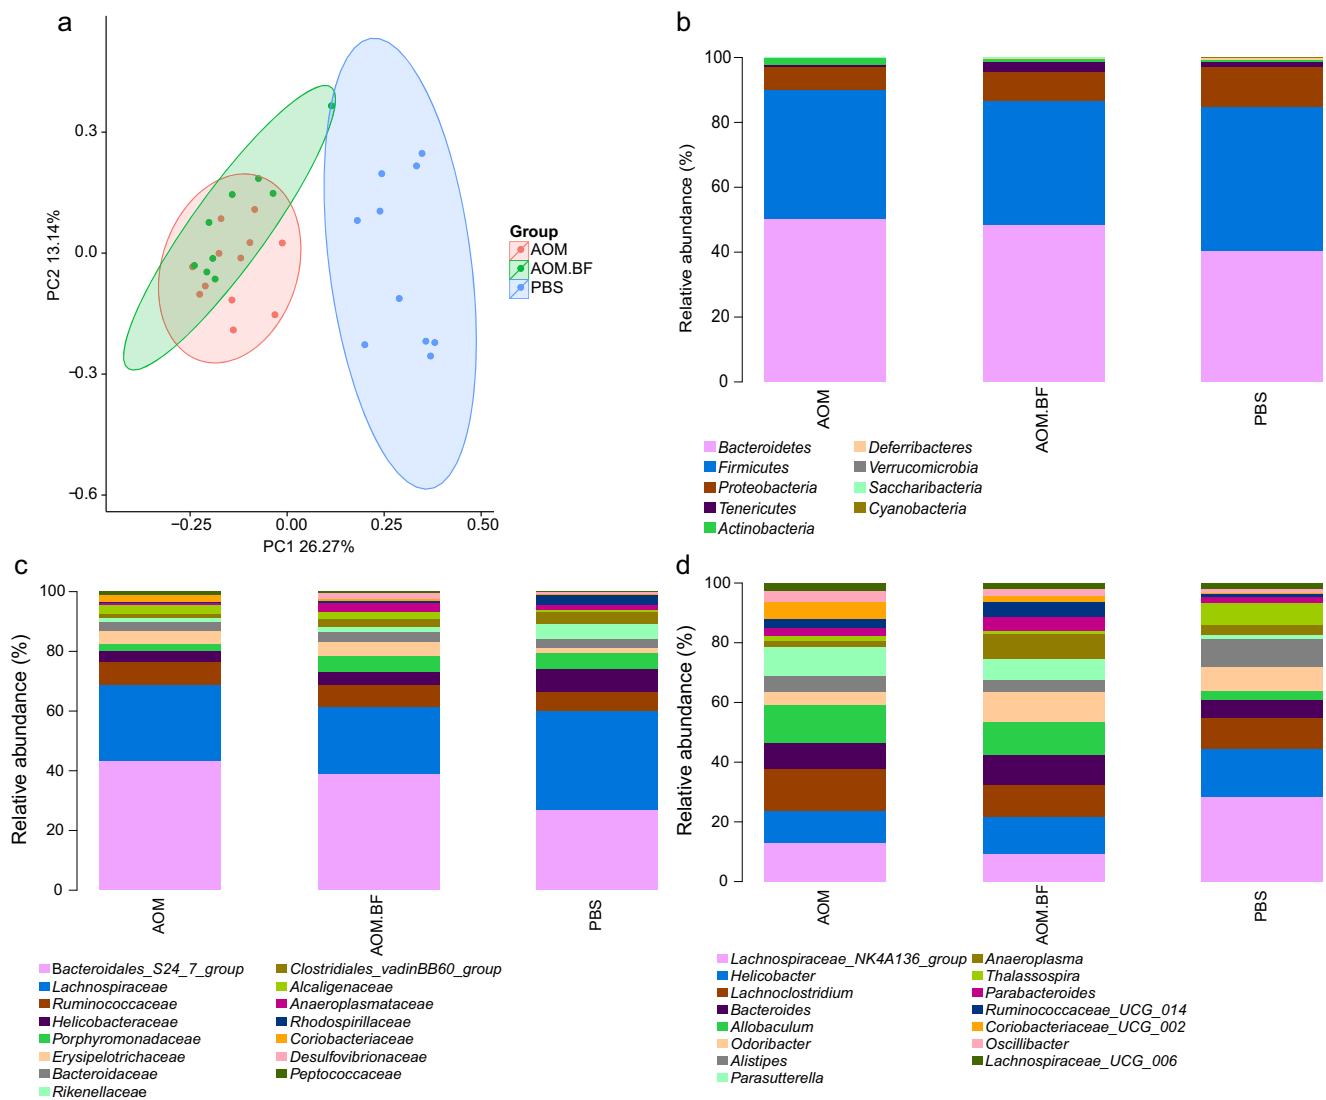 a
PC2 13.14%
0.3
0.0
−0.3
−0.6
−0.25
0.00
0.25
0.50
PC1 26.27%
Group
AOM
AOM.BF
PBS
b
Relative abundance (%)
100
80
60
40
20
0
AOM
AOM.BF
PBS
Bacteroidetes
Firmicutes
Proteobacteria
Tenericutes
Actinobacteria
Deferribacteres
Verrucomicrobia
Saccharibacteria
Cyanobacteria
c
Relative abundance (%)
100
80
60
40
20
0
AOM
AOM.BF
PBS
Bacteroidales_S24_7_group
Lachnospiraceae
Ruminococcaceae
Helicobacteraceae
Porphyromonadaceae
Erysipelotrichaceae
Bacteroidaceae
Rikenellaceae
Clostridiales_vadinBB60_group
Alcaligenaceae
Anaeroplasmataceae
Rhodospirillaceae
Coriobacteriaceae
Desulfovibrionaceae
Peptococcaceae
d
Relative abundance (%)
100
80
60
40
20
0
AOM
AOM.BF
PBS
Lachnospiraceae_NK4A136_group
Helicobacter
Lachnoclostridium
Bacteroides
Allobaculum
Odoribacter
Alistipes
Parasutterella
Anaeroplasma
Thalassospira
Parabacteroides
Ruminococcaceae_UCG_014
Coriobacteriaceae_UCG_002
Oscillibacter
Lachnospiraceae_UCG_006